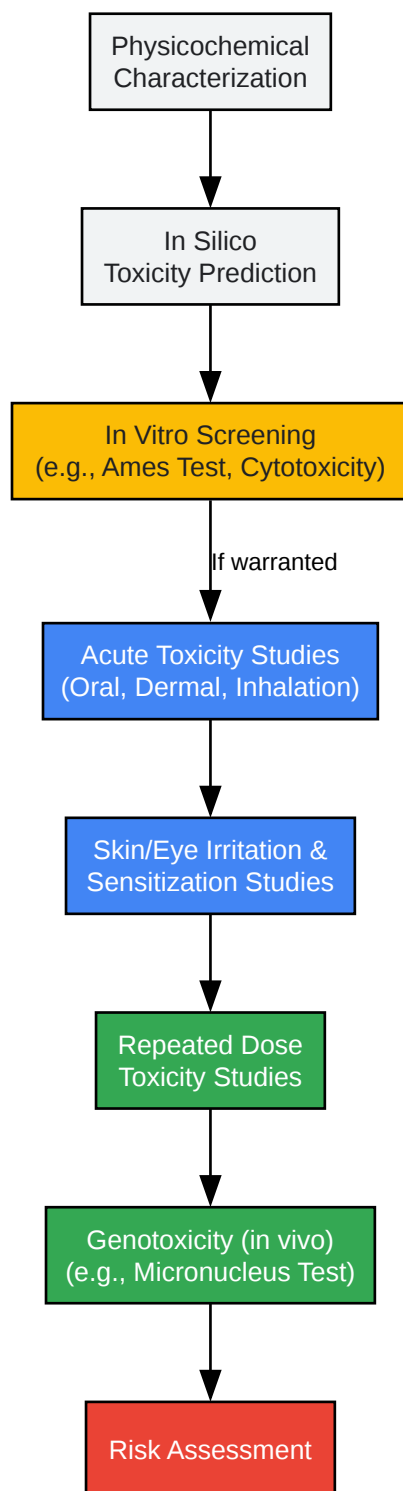 Physicochemical
Characterization
In Silico
Toxicity Prediction
In Vitro Screening
(e.g., Ames Test, Cytotoxicity)
If warranted
Acute Toxicity Studies
(Oral, Dermal, Inhalation)
Skin/Eye Irritation &
Sensitization Studies
Repeated Dose
Toxicity Studies
Genotoxicity (in vivo)
(e.g., Micronucleus Test)
Risk Assessment